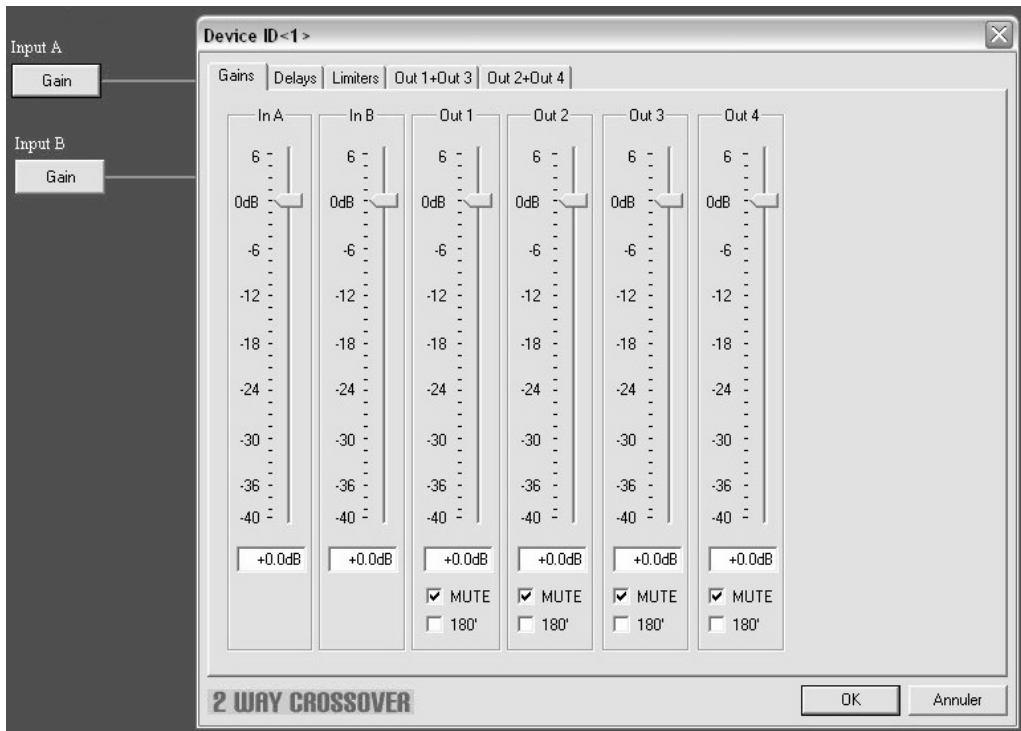 Input A
Gain
Input B
Gain
Device ID<1>
Gains Delays Limiters Out 1+Out 3 Out 2+Out 4
In A In B Out 1 Out 2 Out 3 Out 4
6 6 6 6 6 6
0dB 0dB 0dB 0dB 0dB 0dB
-6 -6 -6 -6 -6 -6
-12 -12 -12 -12 -12 -12
-18 -18 -18 -18 -18 -18
-24 -24 -24 -24 -24 -24
-30 -30 -30 -30 -30 -30
-36 -36 -36 -36 -36 -36
-40 -40 -40 -40 -40 -40
+0.0dB +0.0dB +0.0dB +0.0dB +0.0dB +0.0dB
MUTE MUTE MUTE MUTE
180' 180' 180' 180'
2 WAY CROSSOVER
OK Annuler